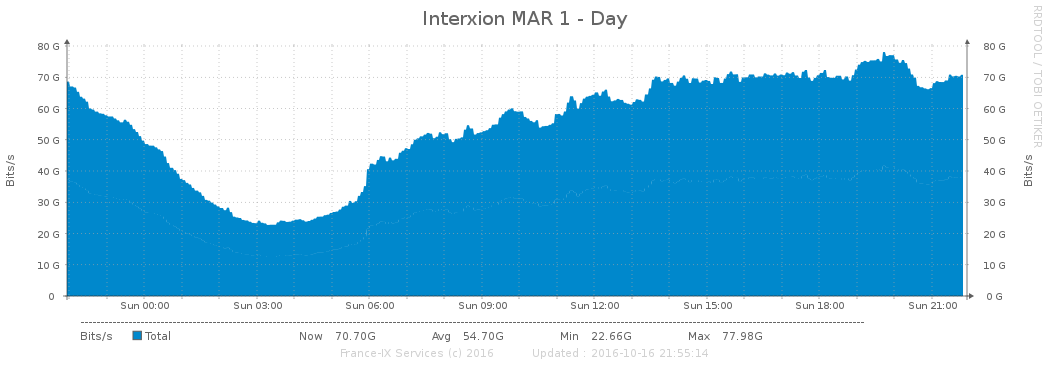 Interxion MAR 1 - Day
RRDTOOL / TOBI OETIKER
Bits/s
80 G
70 G
60 G
50 G
40 G
30 G
20 G
10 G
0
80 G
70 G
60 G
50 G
40 G
30 G
20 G
10 G
0 G
Bits/s
Sun 00:00 Sun 03:00 Sun 06:00 Sun 09:00 Sun 12:00 Sun 15:00 Sun 18:00 Sun 21:00
Bits/s Total Now 70.70G Avg 54.70G Min 22.66G Max 77.98G
France-IX Services (c) 2016 Updated : 2016-10-16 21:55:14